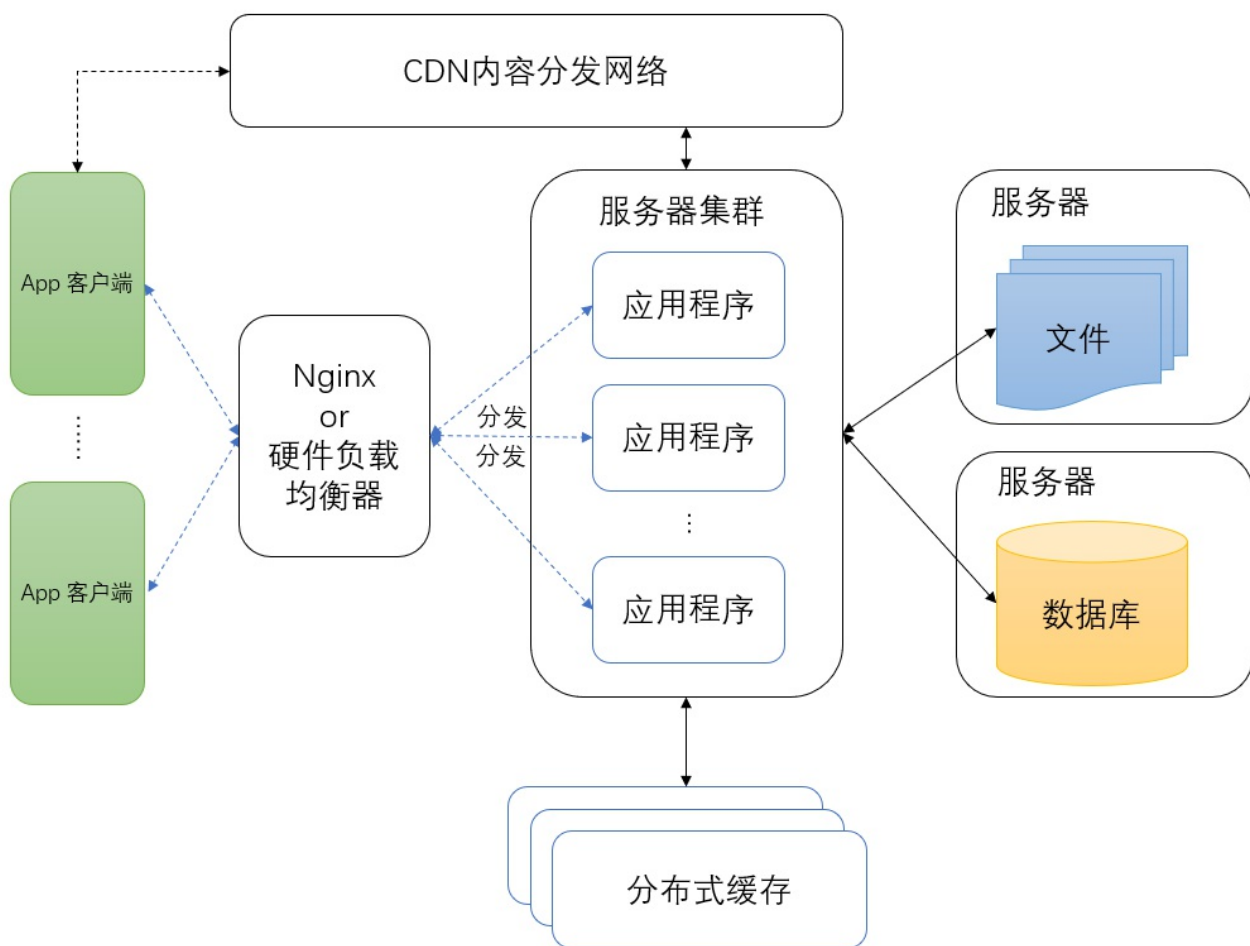 CDN内容分发网络
App 客户端
……
App 客户端
Nginx
or
硬件负载
均衡器
分发
分发
服务器集群
应用程序
应用程序
…
应用程序
服务器
文件
服务器
数据库
分布式缓存